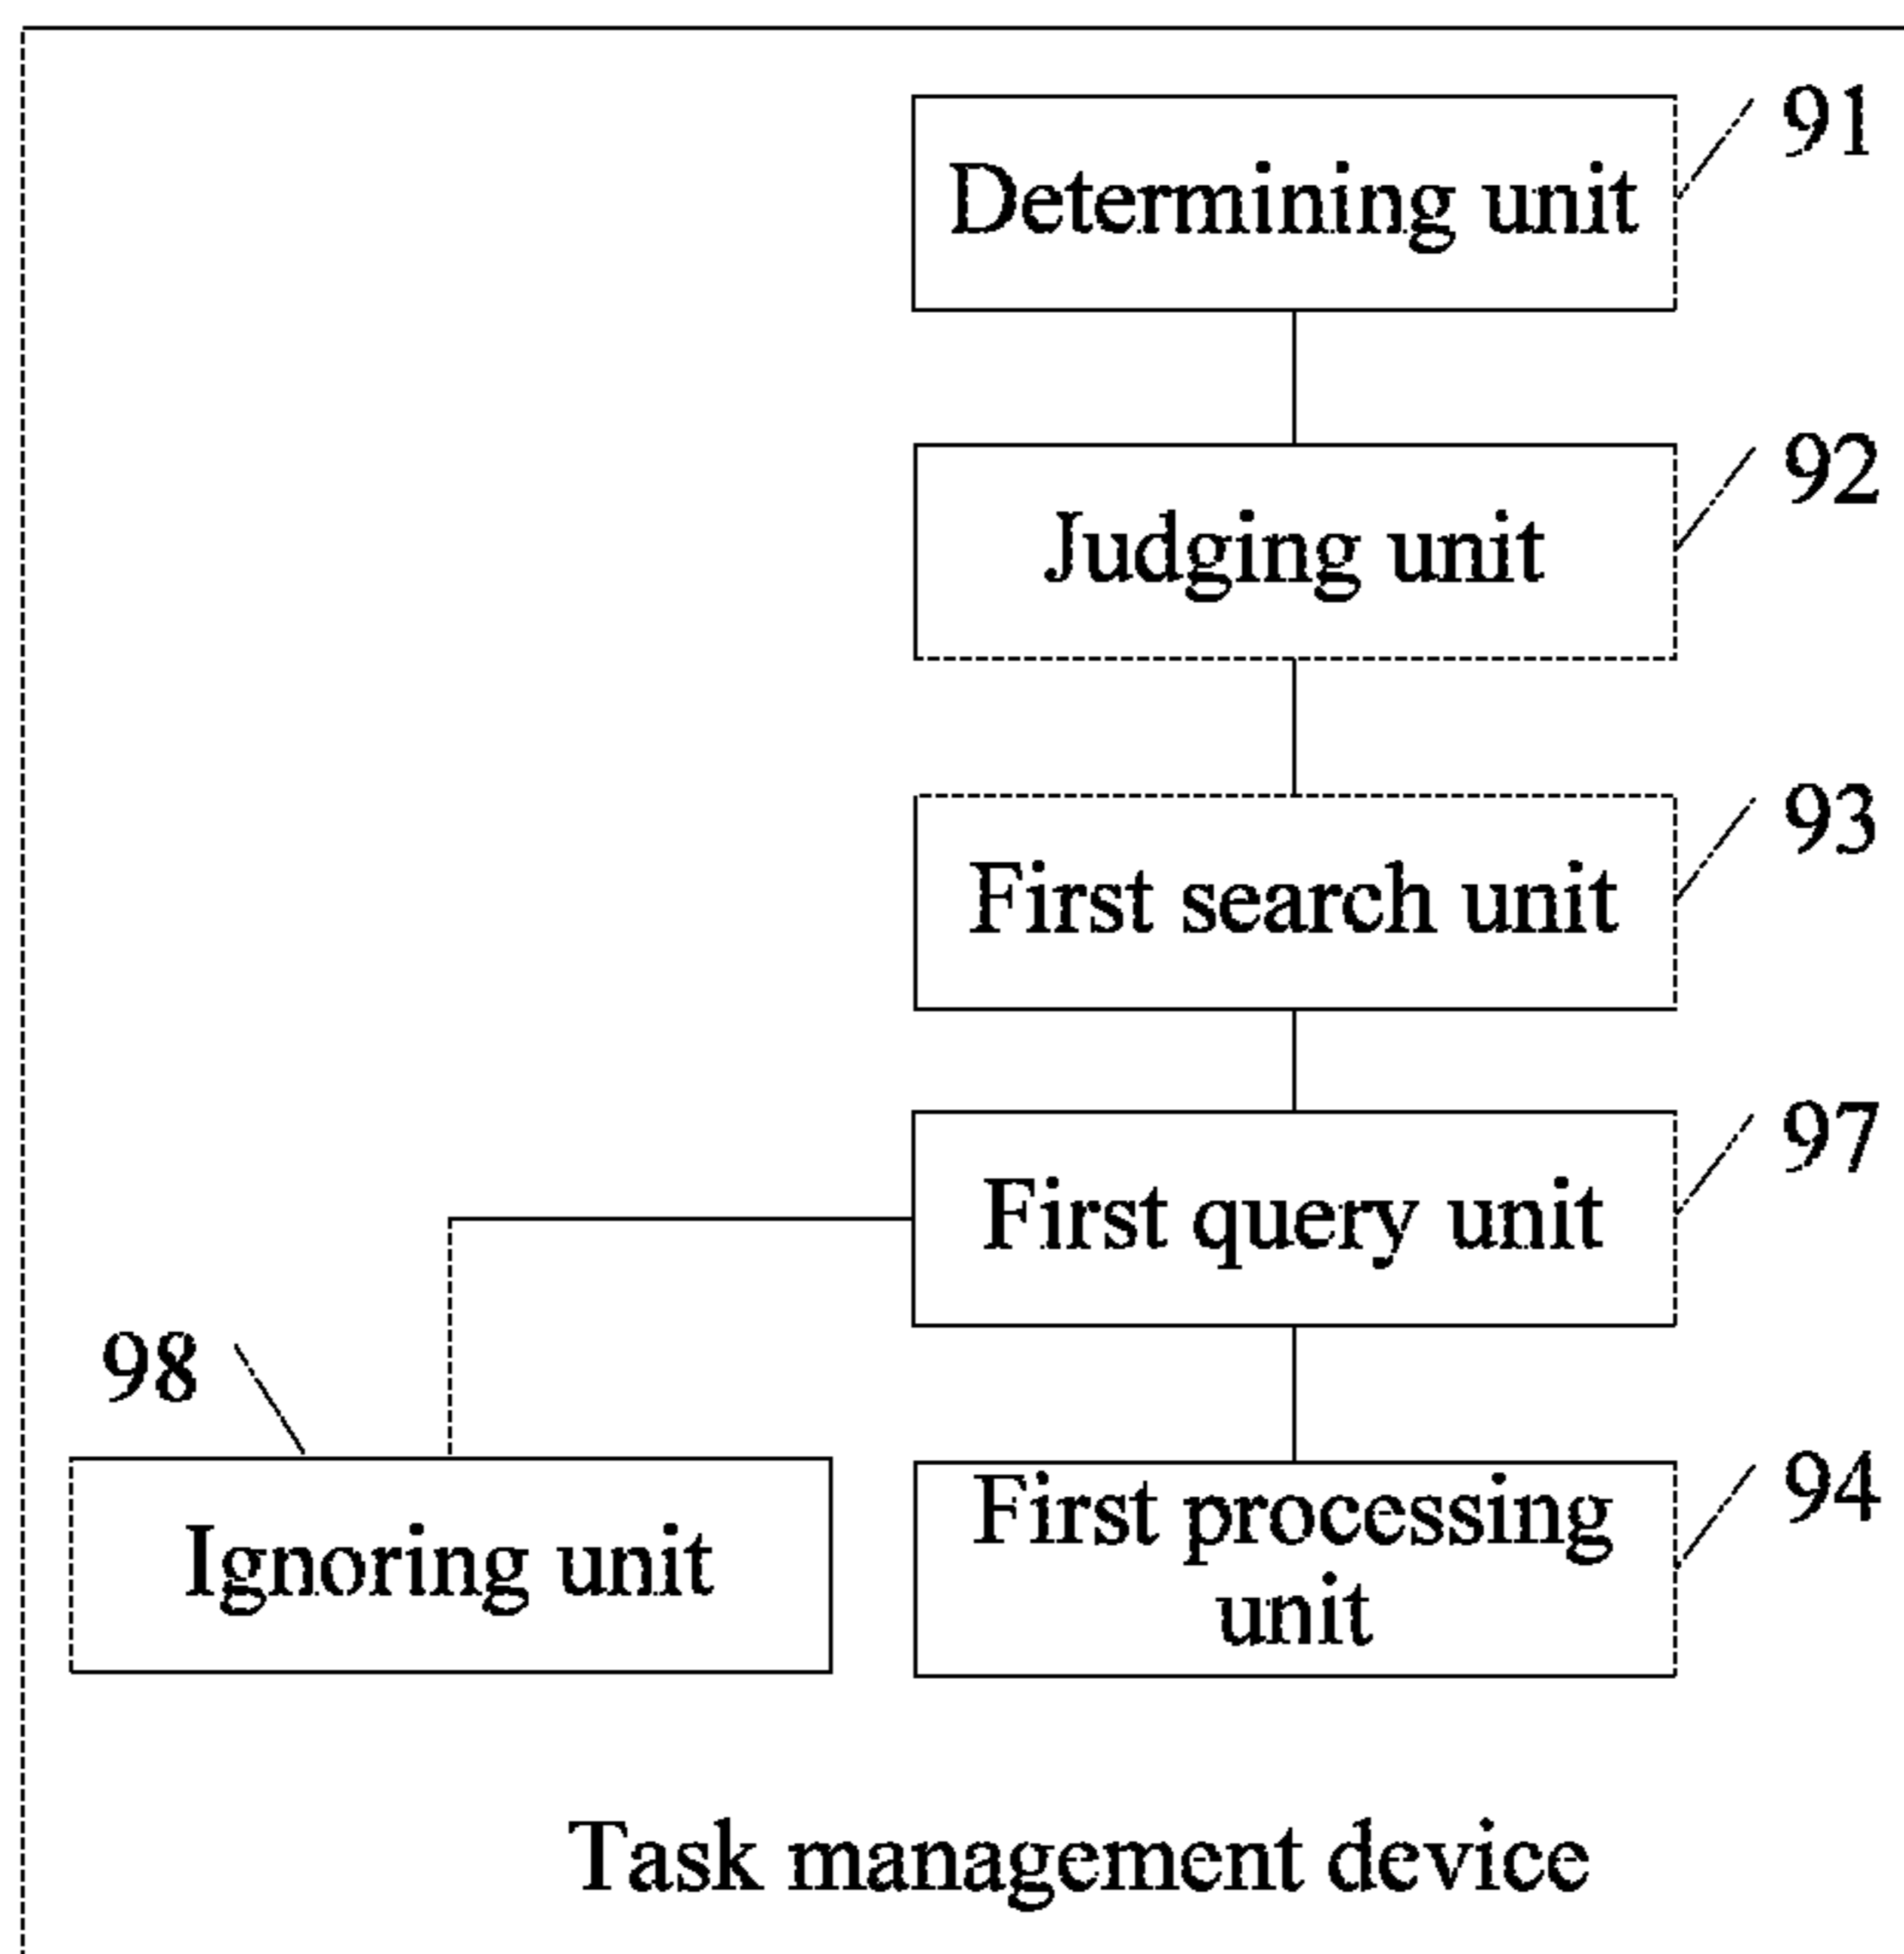 91
Determining unit
92
Judging unit
93
First search unit
97
First query unit
98
94
Ignoring unit
First processing
unit
Task management device